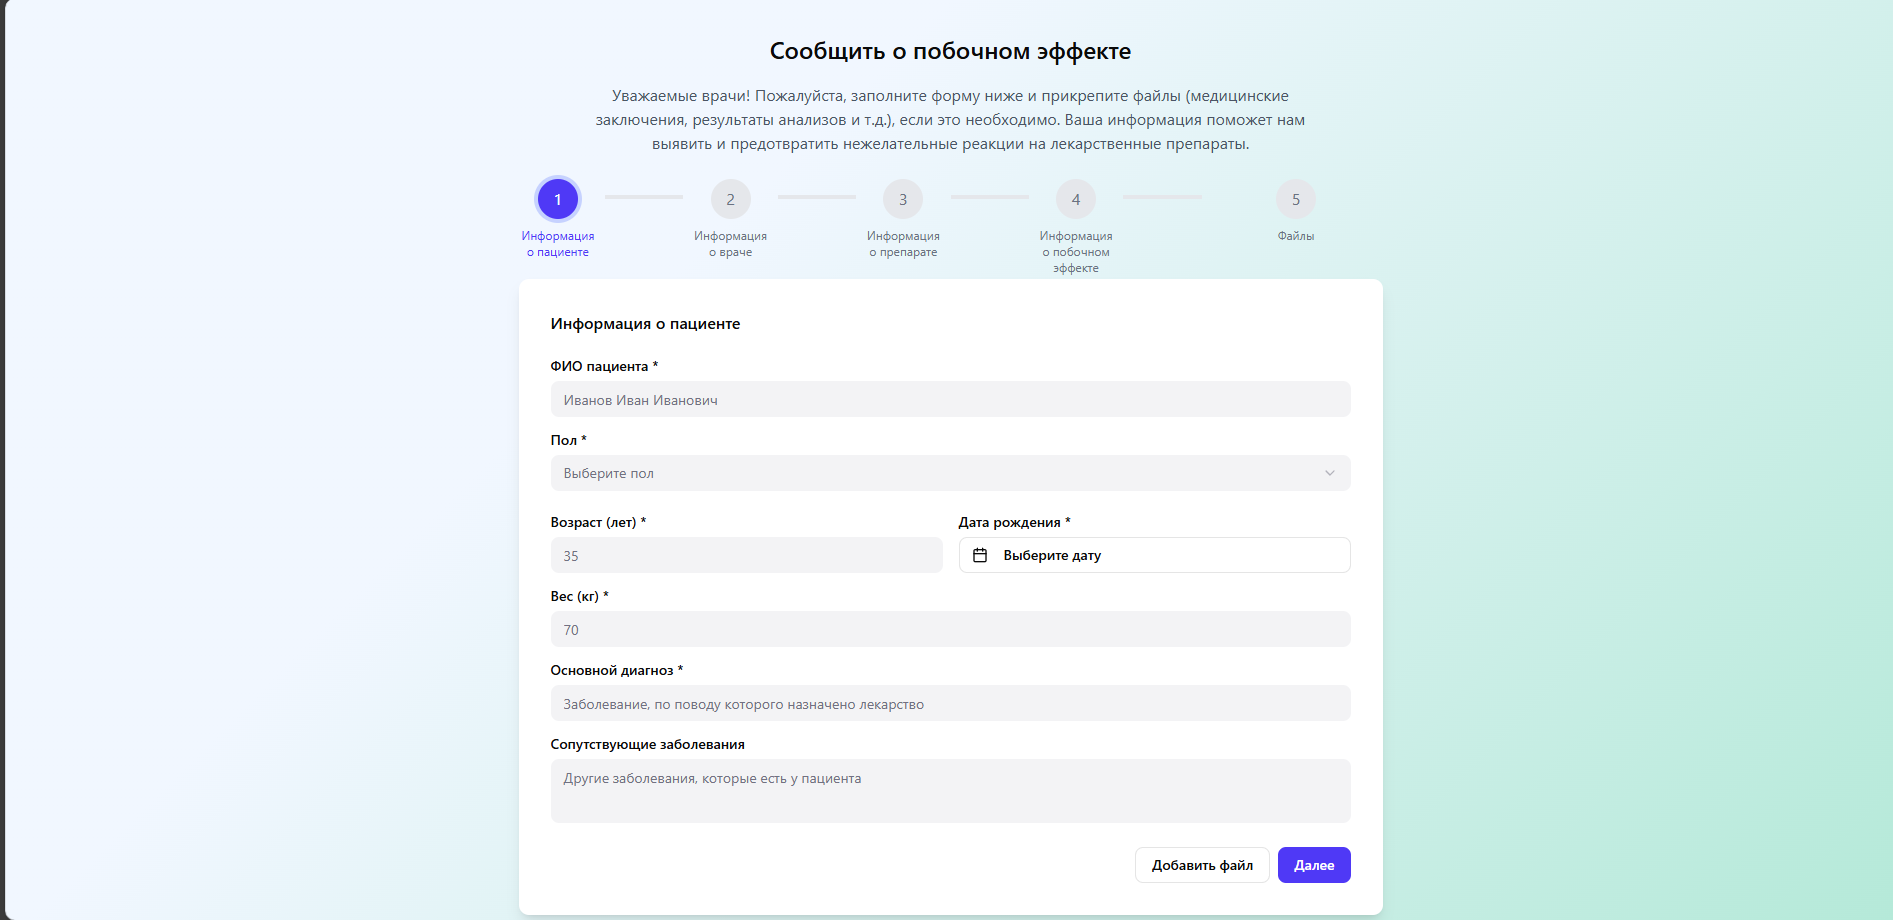 Сообщить о побочном эффекте
Уважаемые врачи! Пожалуйста, заполните форму ниже и прикрепите файлы (медицинские
заключения, результаты анализов и т.д.), если это необходимо. Ваша информация поможет нам
выявить и предотвратить нежелательные реакции на лекарственные препараты.
1
Информация
о пациенте
2
Информация
о враче
3
Информация
о препарате
4
Информация
о побочном
эффекте
5
Файлы
Информация о пациенте
ФИО пациента *
Иванов Иван Иванович
Пол *
Выберите пол
Возраст (лет) *
35
Дата рождения *
Выберите дату
Вес (кг) *
70
Основной диагноз *
Заболевание, по поводу которого назначено лекарство
Сопутствующие заболевания
Другие заболевания, которые есть у пациента
Добавить файл
Далее